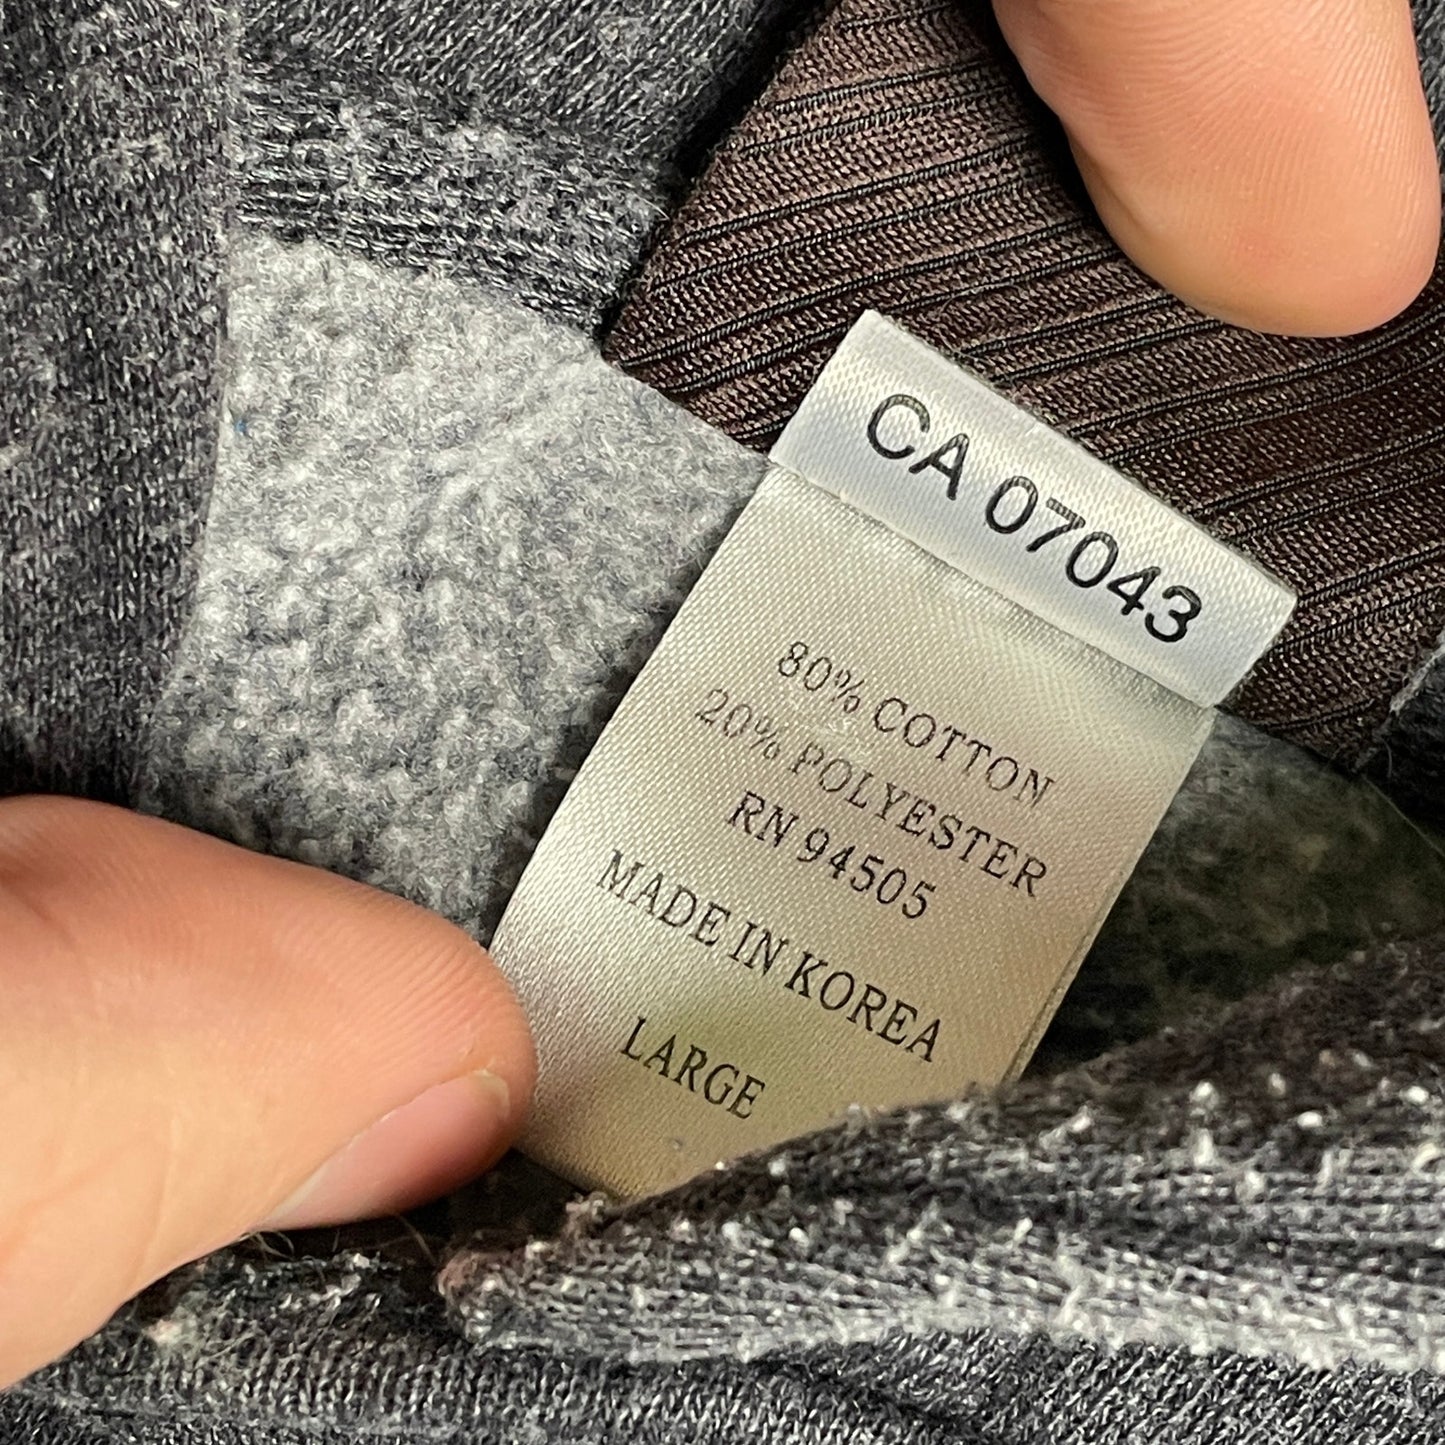 CA 07043
80% COTTON
20% POLYESTER
RN 94505
MADE IN KOREA
LARGE